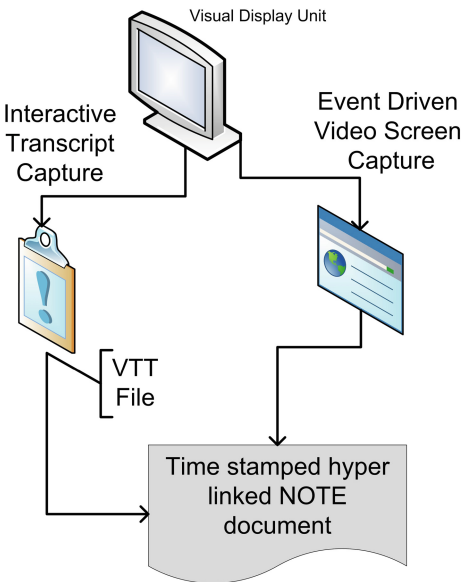 Visual Display Unit
Interactive
Transcript
Capture
Event Driven
Video Screen
Capture
VTT
File
Time stamped hyper
linked NOTE
document